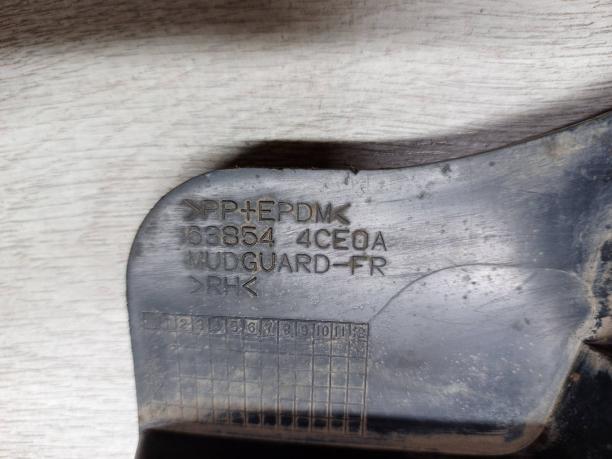 >PP+EPDM<
63854 4CE0A
MUDGUARD-FR
>RH<
1 2 3 4 5 6 7 8 9 10 11 12